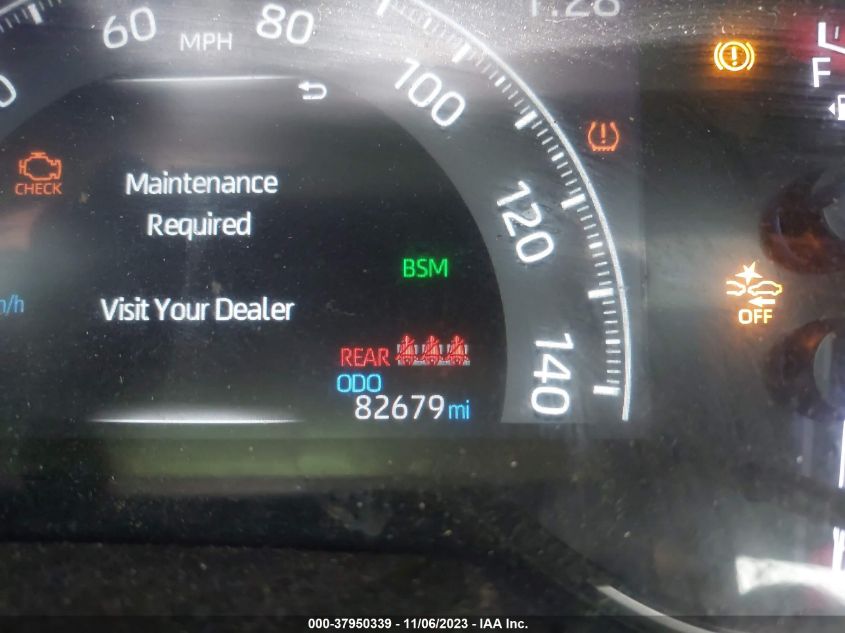 60
MPH
80
100
120
140
CHECK
Maintenance
Required
Visit Your Dealer
BSM
REAR
ODO
82679 mi
F
OFF
000-37950339 - 11/06/2023 - IAA Inc.